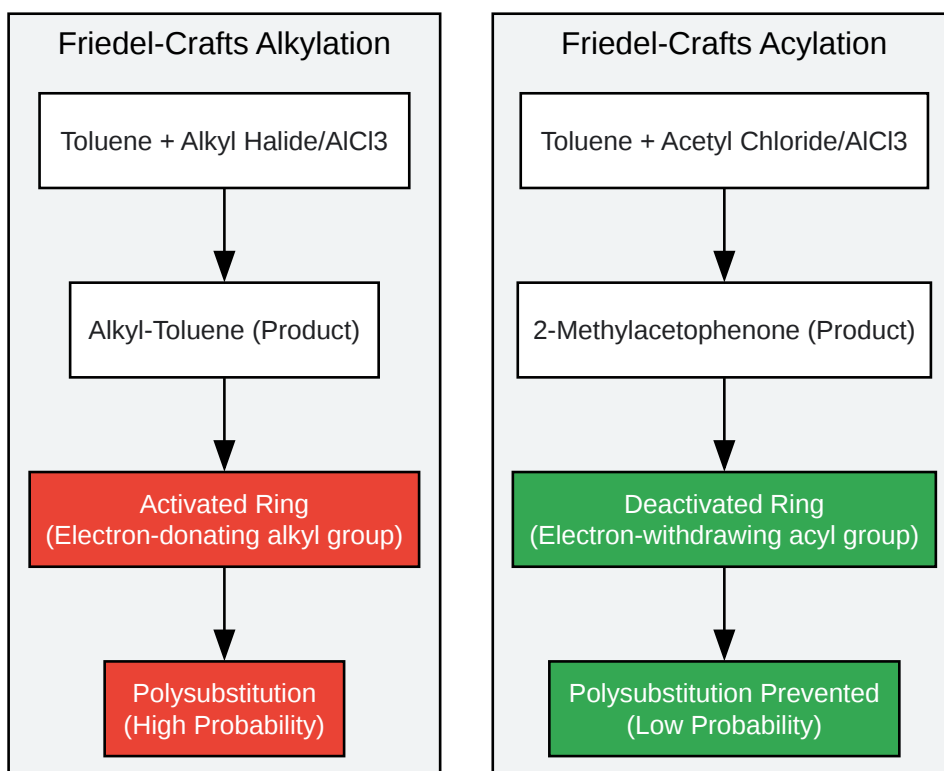 Friedel-Crafts Alkylation
Toluene + Alkyl Halide/AlCl3
Alkyl-Toluene (Product)
Activated Ring
(Electron-donating alkyl group)
Polysubstitution
(High Probability)
Friedel-Crafts Acylation
Toluene + Acetyl Chloride/AlCl3
2-Methylacetophenone (Product)
Deactivated Ring
(Electron-withdrawing acyl group)
Polysubstitution Prevented
(Low Probability)